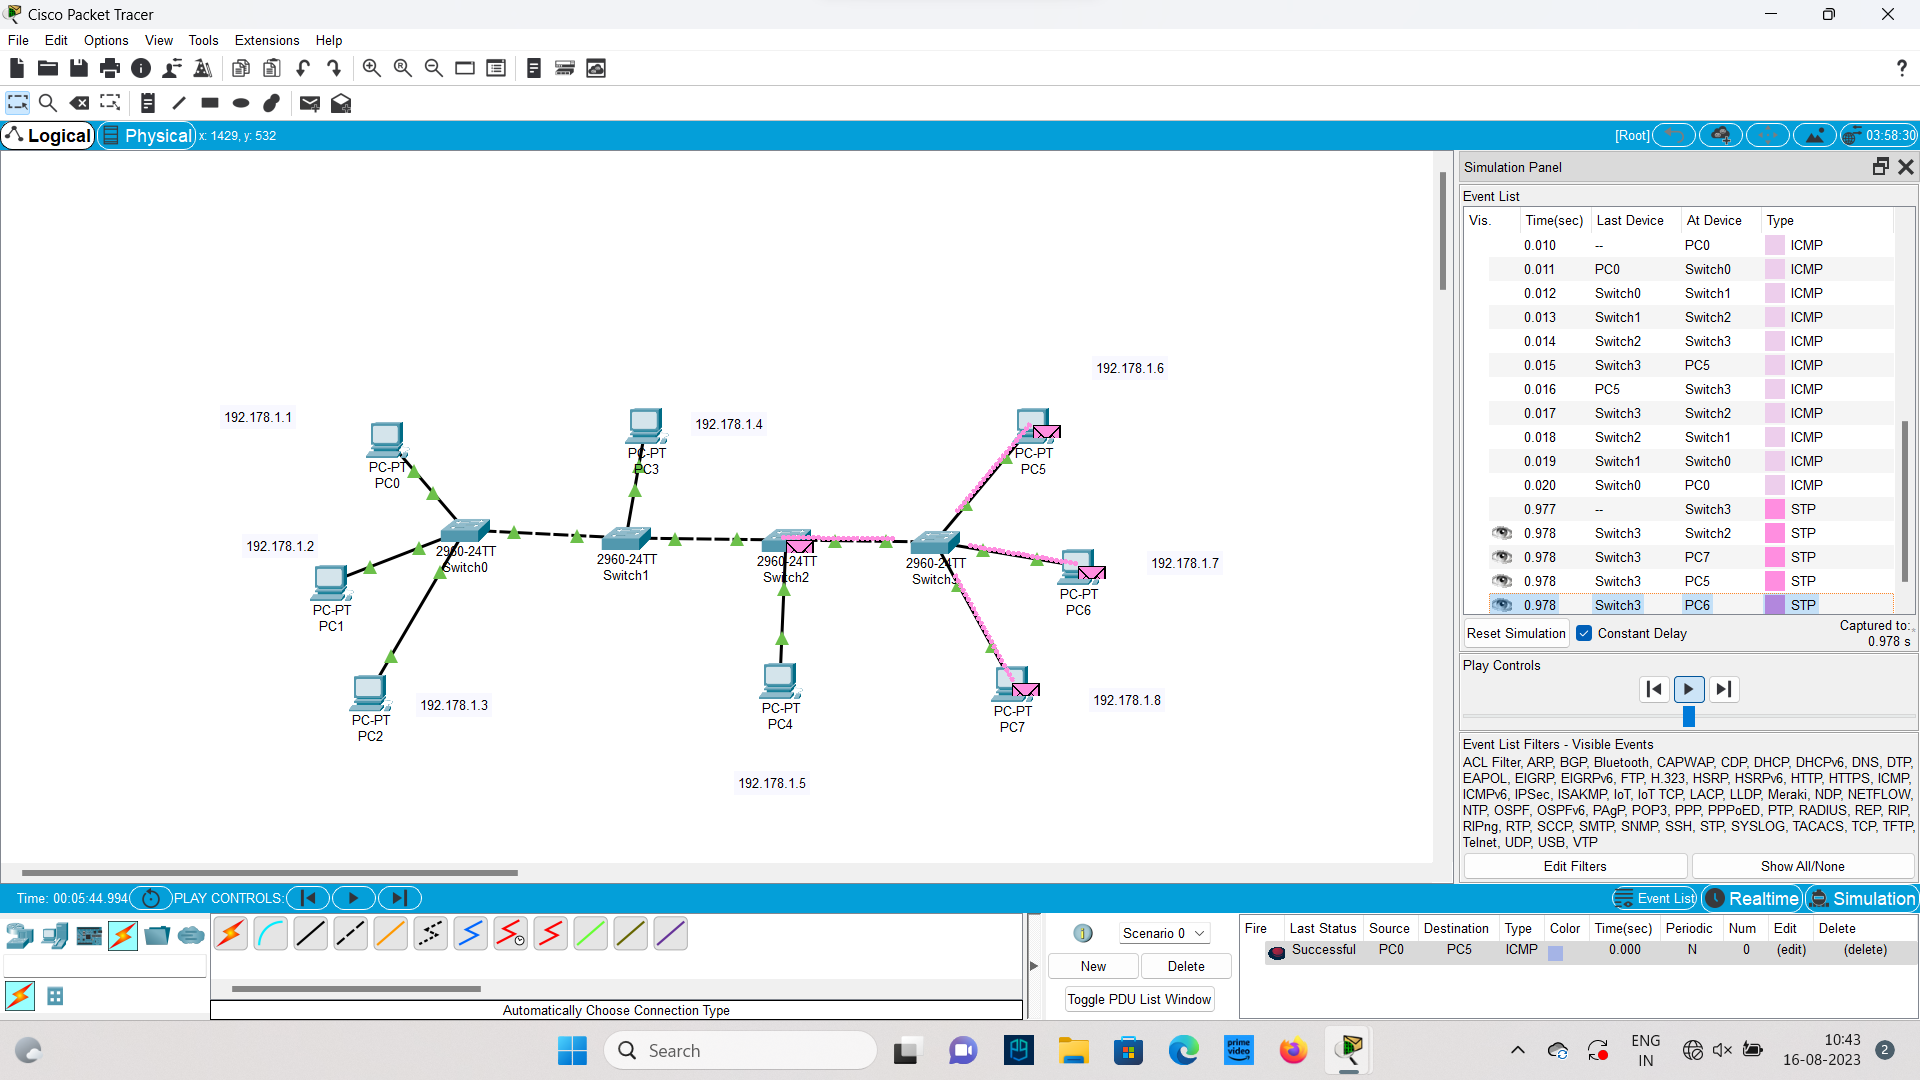 Cisco Packet Tracer
File Edit Options View Tools Extensions Help
Logical Physical x: 1429, y: 532 [Root] 03:58:30
Simulation Panel
Event List
Vis. Time(sec) Last Device At Device Type
0.010 -- PC0 ICMP
0.011 PC0 Switch0 ICMP
0.012 Switch0 Switch1 ICMP
0.013 Switch1 Switch2 ICMP
0.014 Switch2 Switch3 ICMP
0.015 Switch3 PC5 ICMP
0.016 PC5 Switch3 ICMP
0.017 Switch3 Switch2 ICMP
0.018 Switch2 Switch1 ICMP
0.019 Switch1 Switch0 ICMP
0.020 Switch0 PC0 ICMP
0.977 -- Switch3 STP
0.978 Switch3 Switch2 STP
0.978 Switch3 PC7 STP
0.978 Switch3 PC5 STP
0.978 Switch3 PC6 STP
Reset Simulation Constant Delay Captured to:
0.978 s
Play Controls
Event List Filters - Visible Events
ACL Filter, ARP, BGP, Bluetooth, CAPWAP, CDP, DHCP, DHCPv6, DNS, DTP,
EAPOL, EIGRP, EIGRPv6, FTP, H.323, HSRP, HSRPv6, HTTP, HTTPS, ICMP,
ICMPv6, IPSec, ISAKMP, IoT, IoT TCP, LACP, LLDP, Meraki, NDP, NETFLOW,
NTP, OSPF, OSPFv6, PAgP, POP3, PPP, PPPoED, PTP, RADIUS, REP, RIP,
RIPng, RTP, SCCP, SMTP, SNMP, SSH, STP, SYSLOG, TACACS, TCP, TFTP,
Telnet, UDP, USB, VTP
Edit Filters Show All/None
192.178.1.6
192.178.1.1
192.178.1.4
PC-PT
PC0
PC-PT
PC3
PC-PT
PC5
192.178.1.2
2960-24TT
Switch0
2960-24TT
Switch1
2960-24TT
Switch2
2960-24TT
Switch3
192.178.1.7
PC-PT
PC1
PC-PT
PC6
192.178.1.3
PC-PT
PC2
PC-PT
PC4
PC-PT
PC7
192.178.1.8
192.178.1.5
Time: 00:05:44.994 PLAY CONTROLS: Event List Realtime Simulation
1 Scenario 0
New Delete
Toggle PDU List Window
Fire Last Status Source Destination Type Color Time(sec) Periodic Num Edit Delete
Successful PC0 PC5 ICMP 0.000 N 0 (edit) (delete)
Automatically Choose Connection Type
Search
prime
video
ENG
IN
10:43
16-08-2023
2